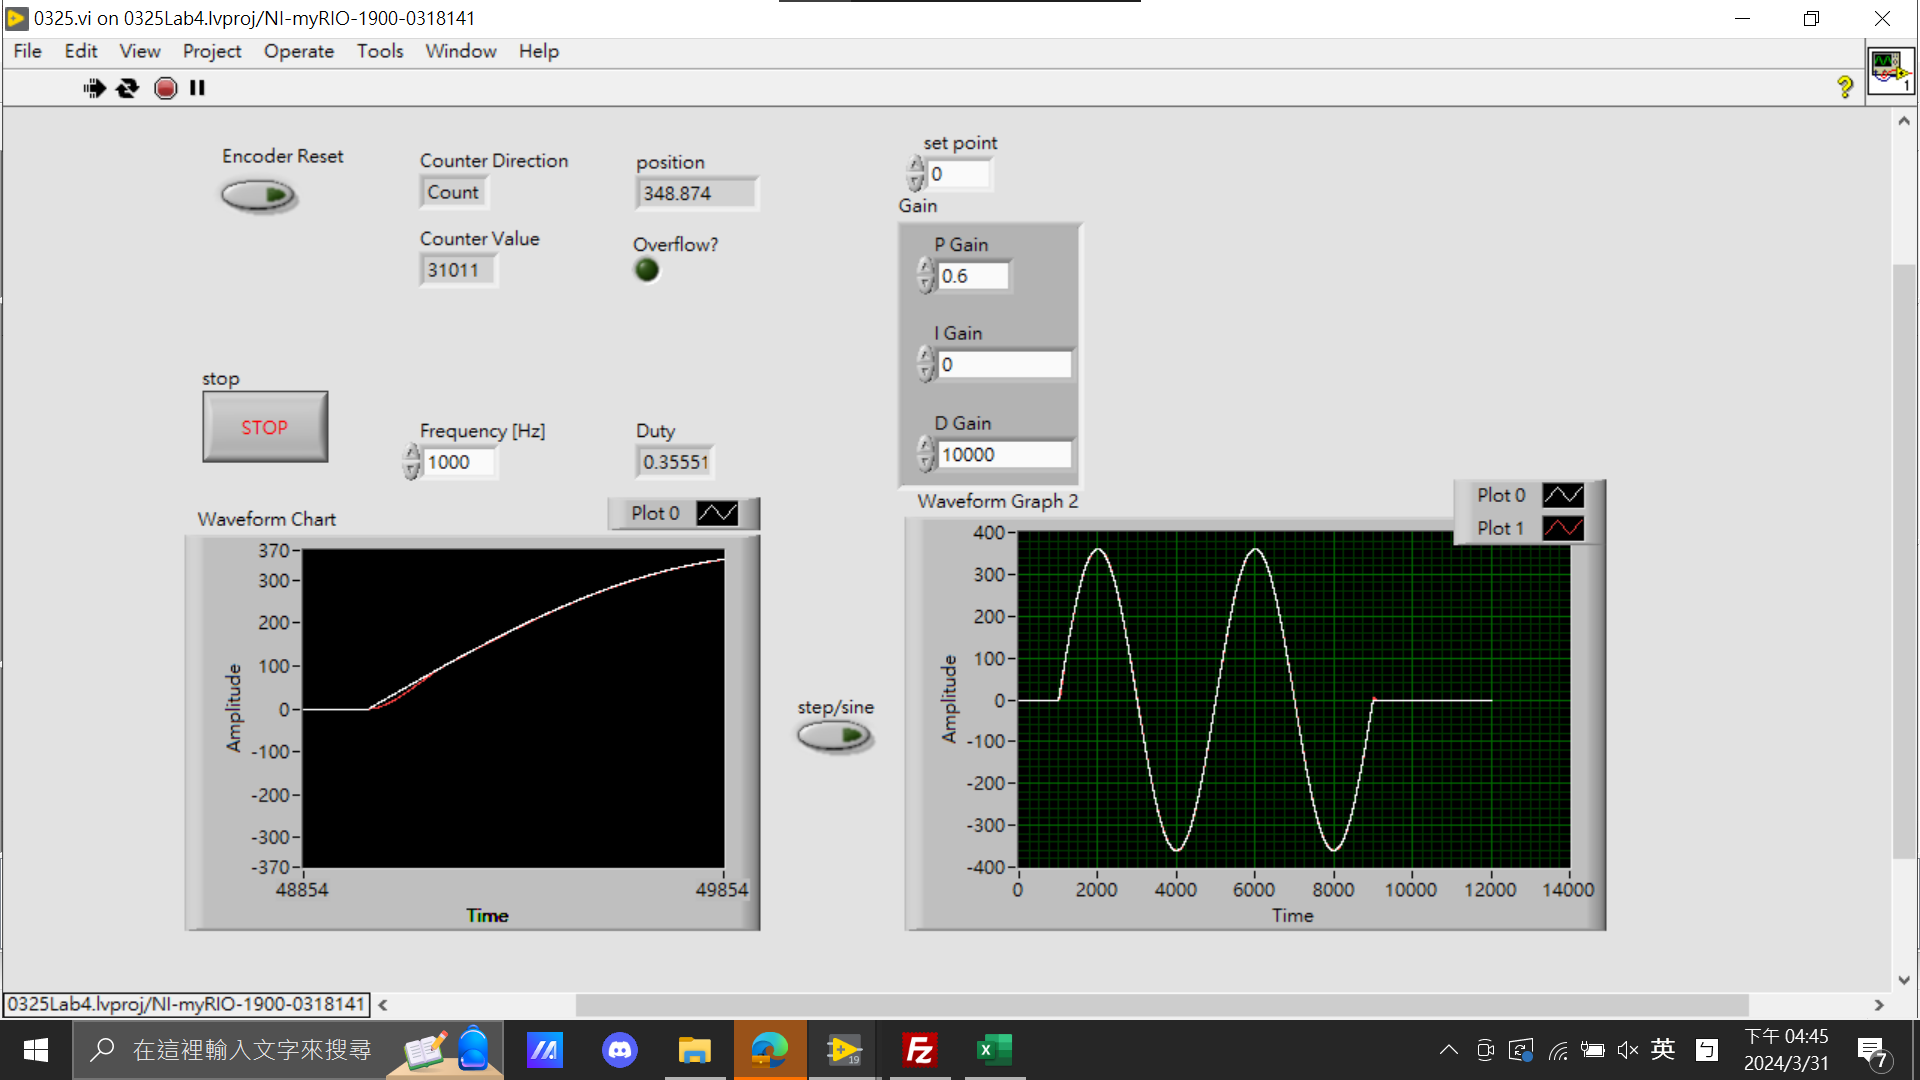 0325.vi on 0325Lab4.lvproj/NI-myRIO-1900-0318141
File Edit View Project Operate Tools Window Help
?
1
Encoder Reset
Counter Direction
Count
position
348.874
set point
0
Counter Value
31011
Overflow?
Gain
P Gain
0.6
I Gain
0
D Gain
10000
stop
STOP
Frequency [Hz]
1000
Duty
0.35551
Waveform Chart
Plot 0
Amplitude
370
300
200
100
0
-100
-200
-300
-370
48854
49854
Time
step/sine
Waveform Graph 2
Plot 0
Plot 1
Amplitude
400
300
200
100
0
-100
-200
-300
-400
0
2000
4000
6000
8000
10000
12000
14000
Time
0325Lab4.lvproj/NI-myRIO-1900-0318141
在這裡輸入文字來搜尋
19
Fz
X
英
ㄅ
下午 04:45
2024/3/31
7